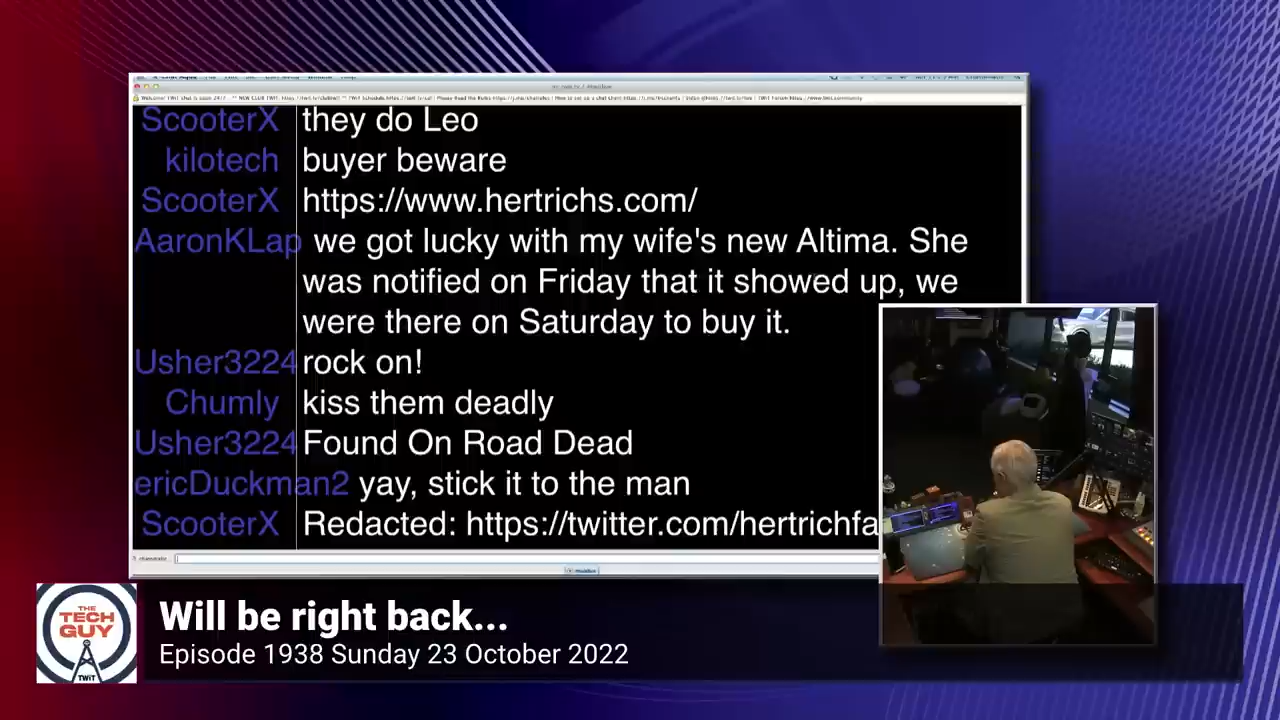 ScooterX they do Leo
kilotech buyer beware
ScooterX https://www.hertrichs.com/
AaronKLap we got lucky with my wife's new Altima. She
was notified on Friday that it showed up, we
were there on Saturday to buy it.
Usher3224 rock on!
Chumly kiss them deadly
Usher3224 Found On Road Dead
ericDuckman2 yay, stick it to the man
ScooterX Redacted: https://twitter.com/hertrichfa
THE
TECH
GUY
TWiT
Will be right back...
Episode 1938 Sunday 23 October 2022